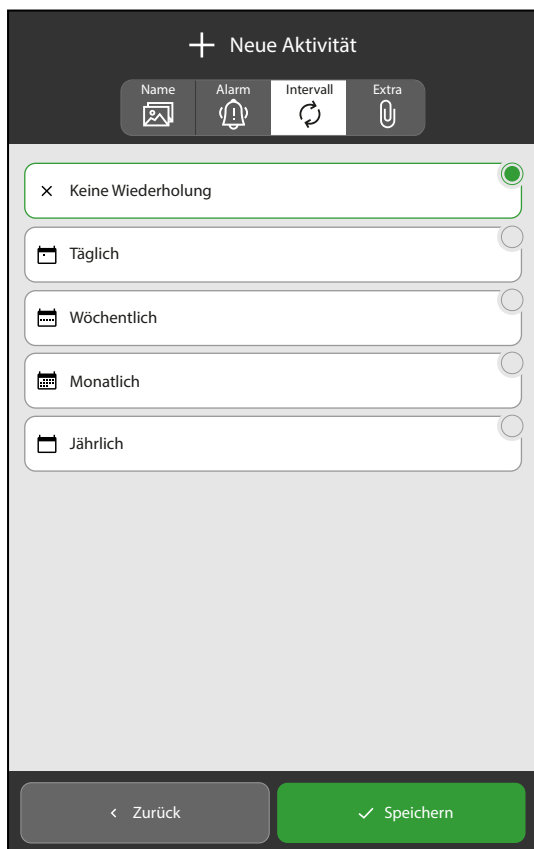 Neue Aktivität
Name Alarm Intervall Extra
Keine Wiederholung
Täglich
Wöchentlich
Monatlich
Jährlich
Zurück Speichern